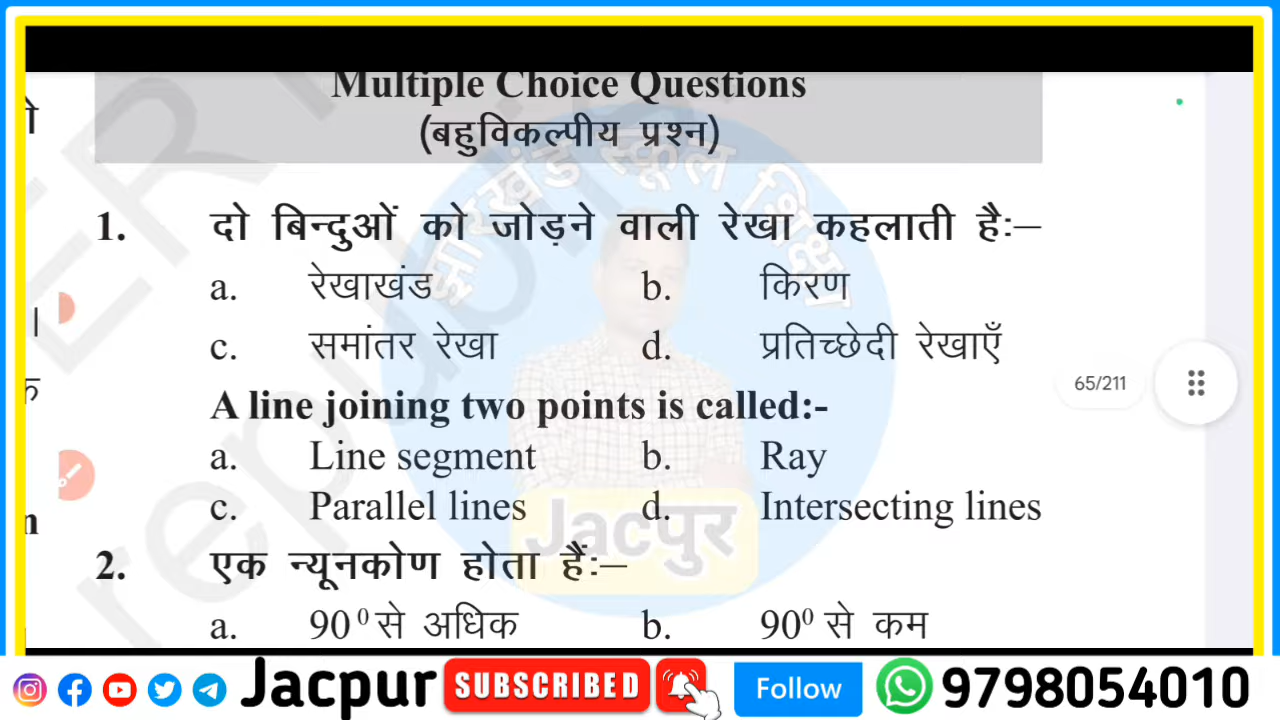 Multiple Choice Questions
(बहुविकल्पीय प्रश्न)
1. दो बिन्दुओं को जोड़ने वाली रेखा कहलाती हैः–
a. रेखाखंड b. किरण
c. समांतर रेखा d. प्रतिच्छेदी रेखाएँ
A line joining two points is called:-
a. Line segment b. Ray
c. Parallel lines d. Intersecting lines
2. एक न्यूनकोण होता हैंः–
a. 90⁰ से अधिक b. 90⁰ से कम
65/211
झारखंड स्कूल शिक्षा
Jacपुर
Jacpur SUBSCRIBED Follow 9798054010